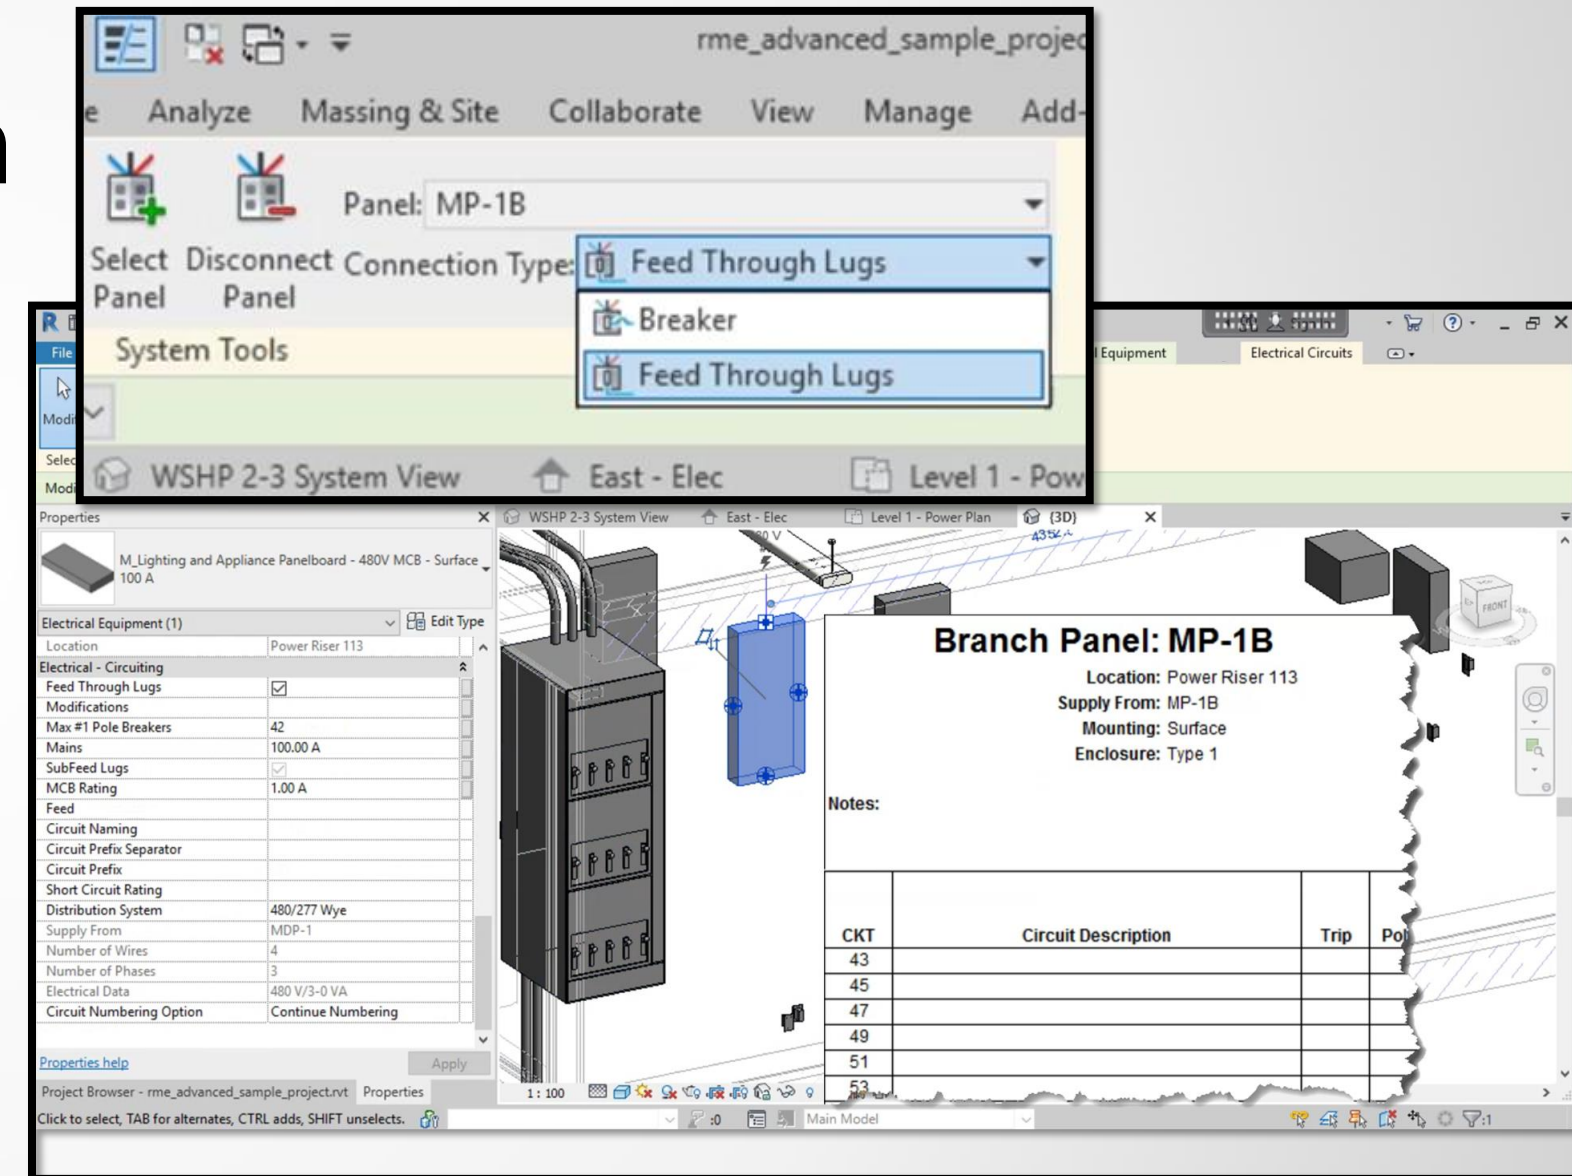 rme_advanced_sample_projec
e Analyze Massing & Site Collaborate View Manage Add-
Select Panel
Disconnect Panel
Panel: MP-1B
Connection Type: Feed Through Lugs
Breaker
Feed Through Lugs
System Tools
WSHP 2-3 System View East - Elec Level 1 - Pow
R
File l Equipment Electrical Circuits
Modi
Selec
Modi
Properties
WSHP 2-3 System View East - Elec Level 1 - Power Plan {3D}
M_Lighting and Appliance Panelboard - 480V MCB - Surface
100 A
Electrical Equipment (1) Edit Type
Location Power Riser 113
Electrical - Circuiting
Feed Through Lugs
Modifications
Max #1 Pole Breakers 42
Mains 100.00 A
SubFeed Lugs
MCB Rating 1.00 A
Feed
Circuit Naming
Circuit Prefix Separator
Circuit Prefix
Short Circuit Rating
Distribution System 480/277 Wye
Supply From MDP-1
Number of Wires 4
Number of Phases 3
Electrical Data 480 V/3-0 VA
Circuit Numbering Option Continue Numbering
Properties help Apply
Project Browser - rme_advanced_sample_project.rvt Properties
Click to select, TAB for alternates, CTRL adds, SHIFT unselects.
FRONT
Branch Panel: MP-1B
Location: Power Riser 113
Supply From: MP-1B
Mounting: Surface
Enclosure: Type 1
Notes:
CKT Circuit Description Trip Pol
43
45
47
49
51
53
1 : 100
:0 Main Model
:1